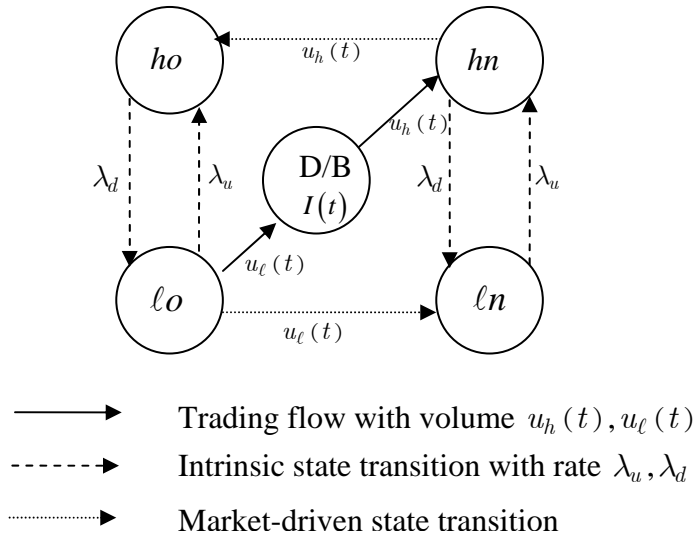 u_h(t)
ho
hn
u_h(t)
D/B
I(t)
λ_d
λ_u
λ_d
λ_u
u_ℓ(t)
ℓo
ℓn
u_ℓ(t)
Trading flow with volume u_h(t), u_ℓ(t)
Intrinsic state transition with rate λ_u, λ_d
Market-driven state transition